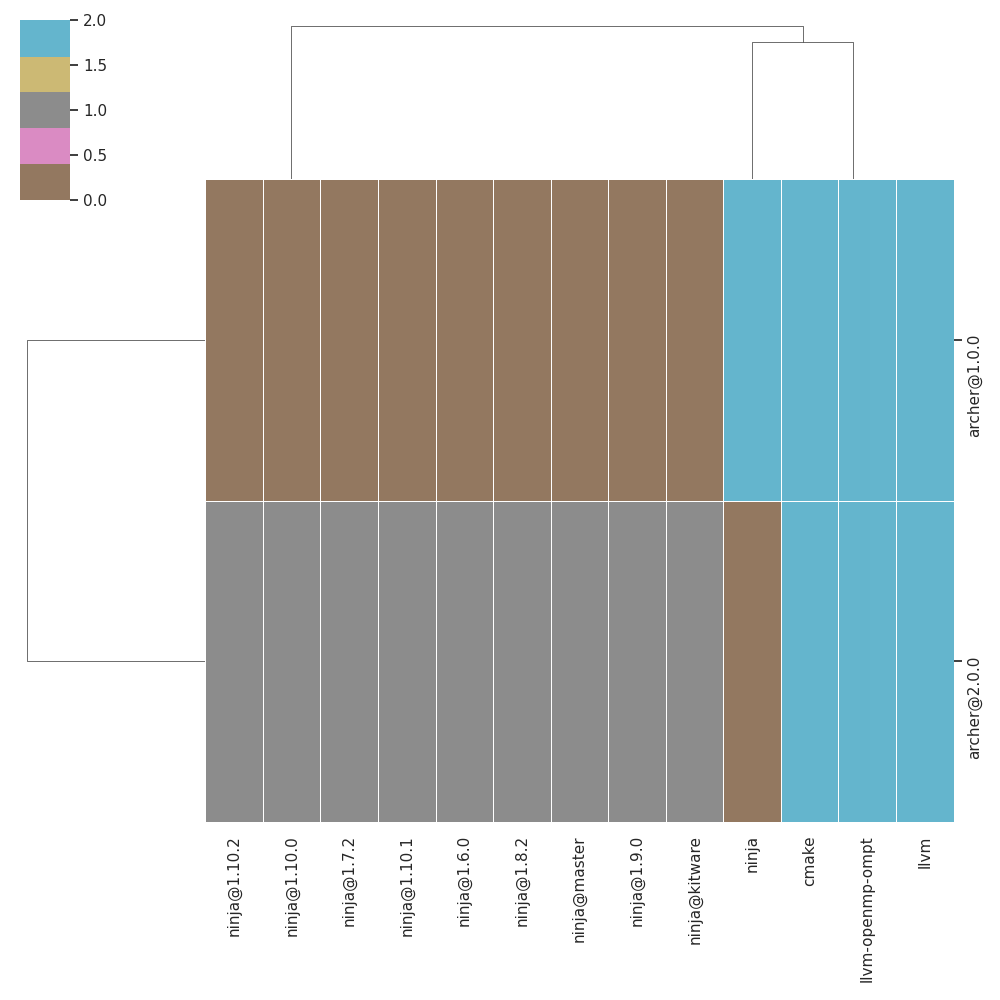 2.0
1.5
1.0
0.5
0.0
archer@1.0.0
archer@2.0.0
ninja@1.10.2
ninja@1.10.0
ninja@1.7.2
ninja@1.10.1
ninja@1.6.0
ninja@1.8.2
ninja@master
ninja@1.9.0
ninja@kitware
ninja
cmake
llvm-openmp-ompt
llvm